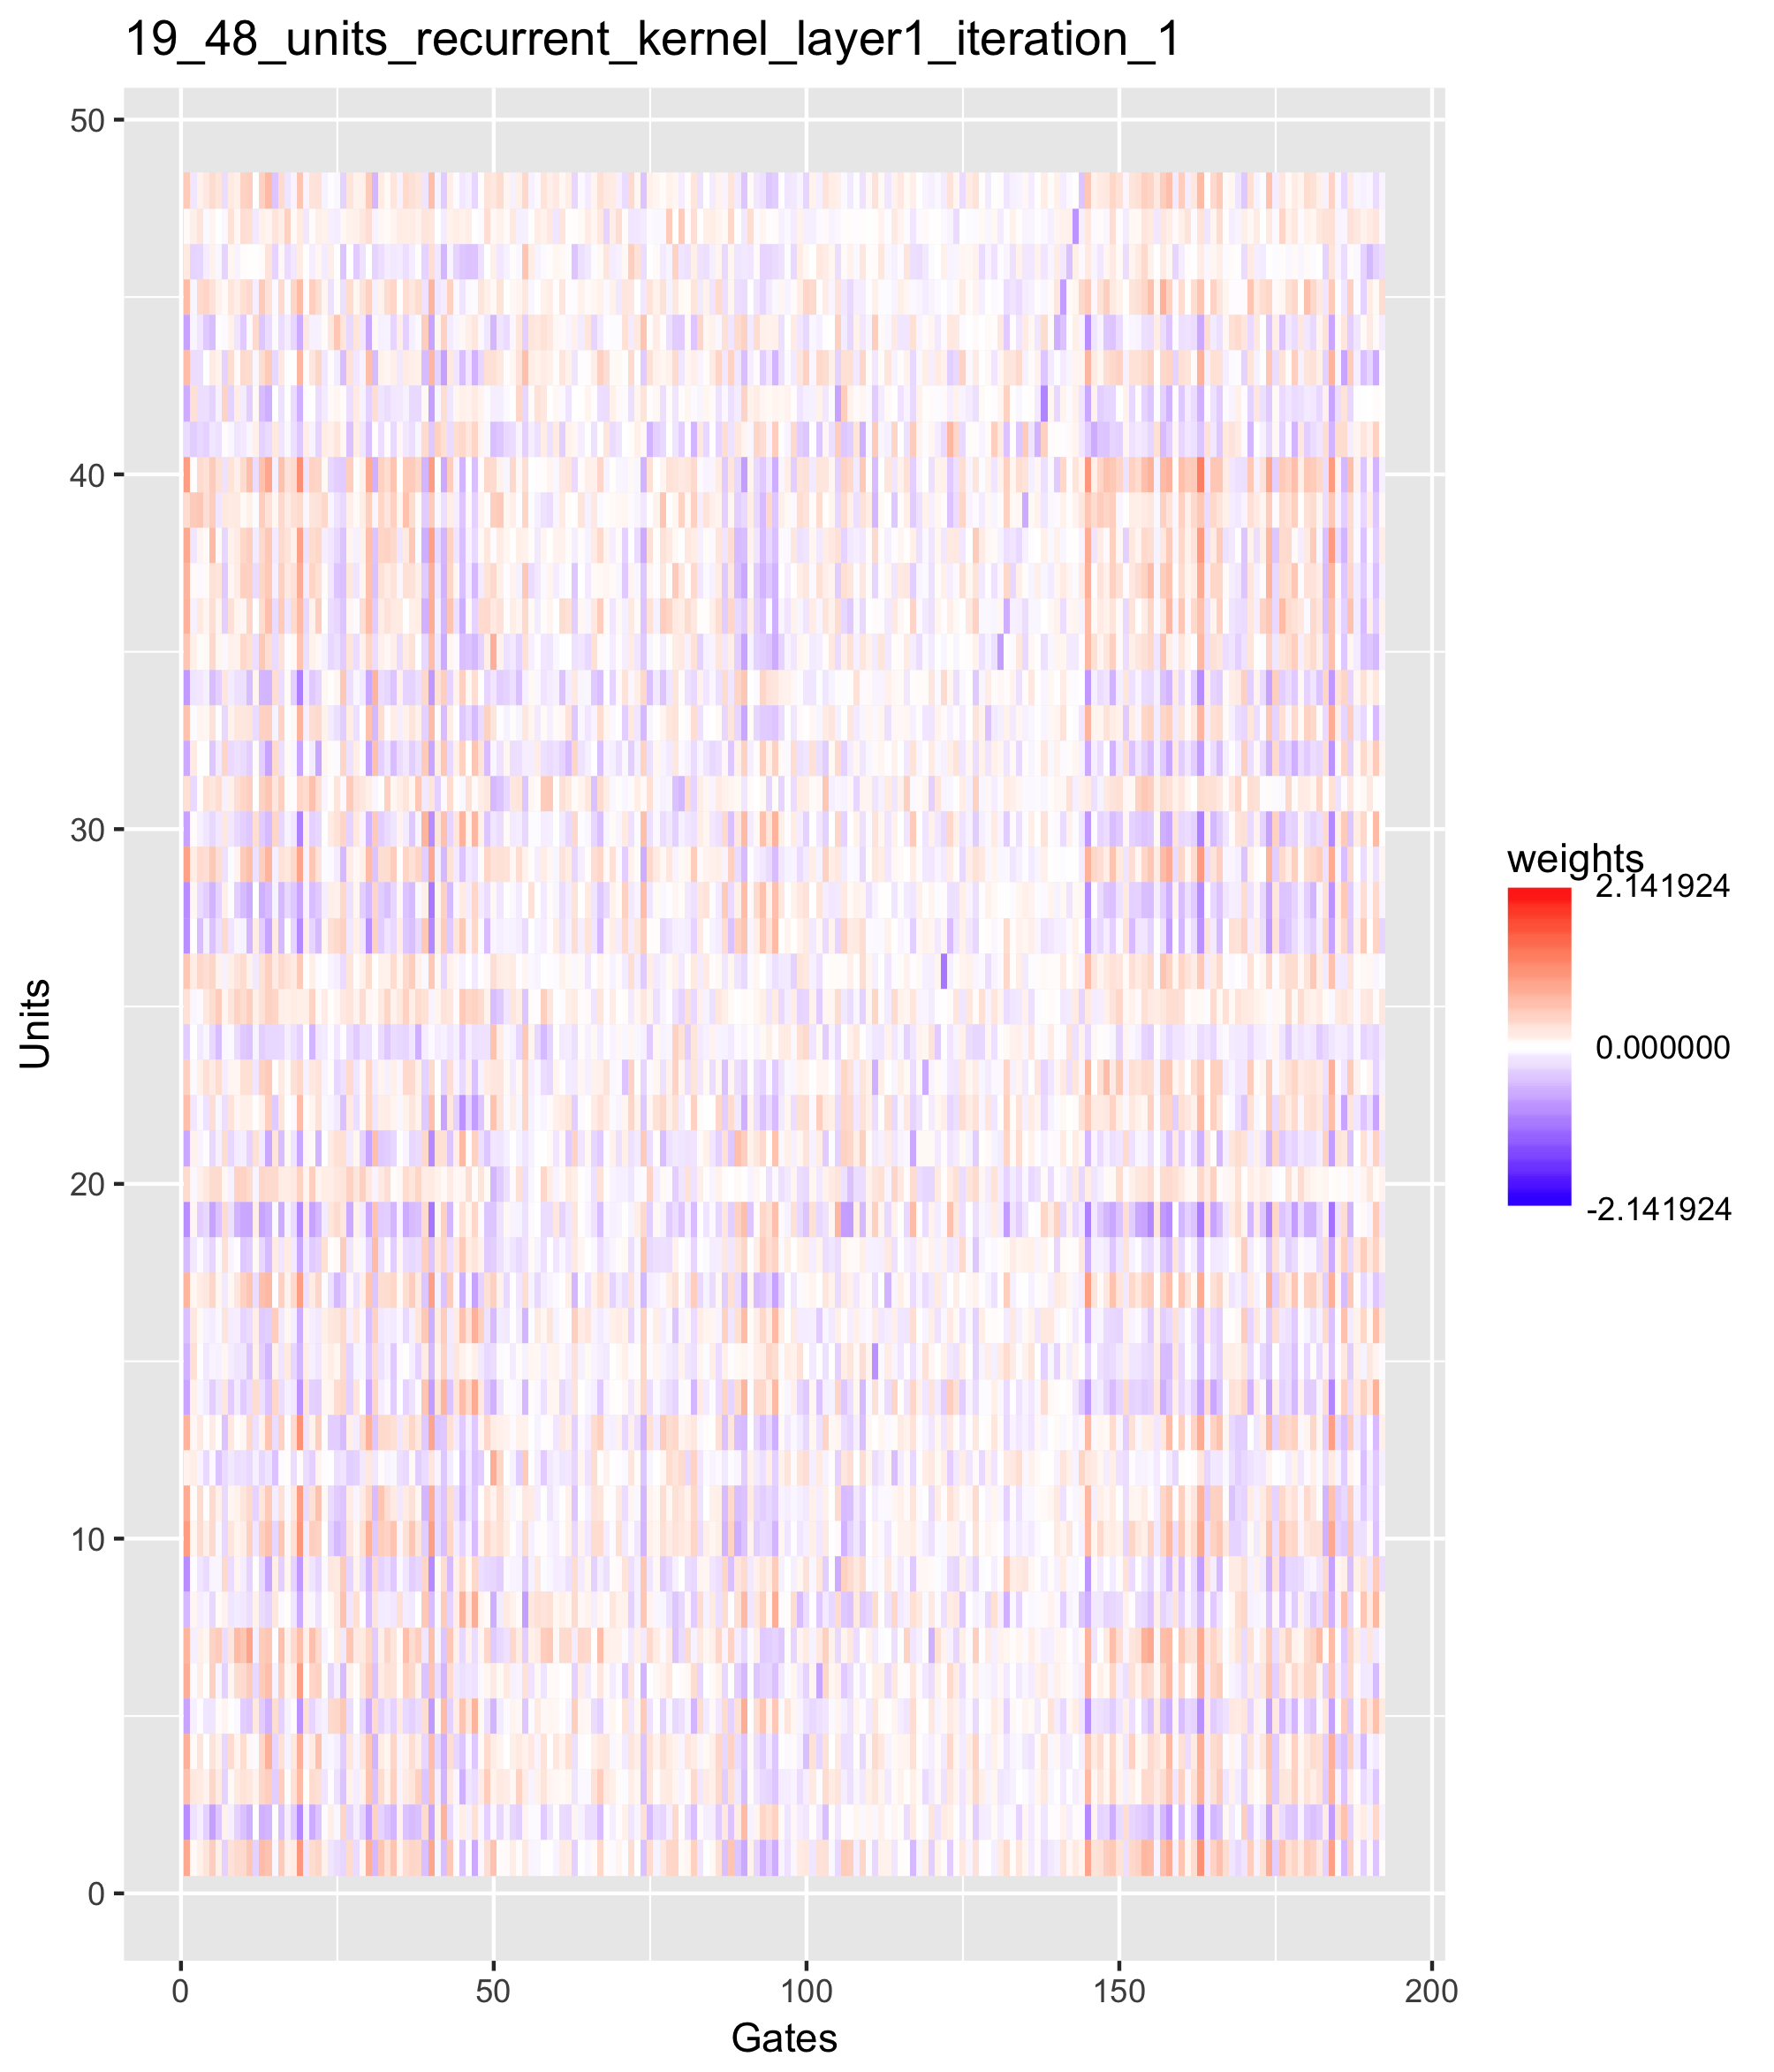 19_48_units_recurrent_kernel_layer1_iteration_1
50
40
30
20
10
0
Units
0 50 100 150 200
Gates
weights
2.141924
0.000000
-2.141924